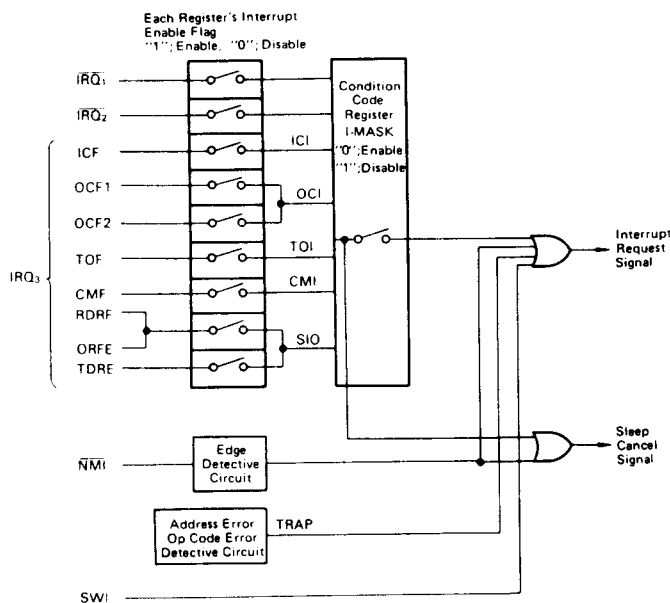 Each Register's Interrupt
Enable Flag
"1"; Enable, "0"; Disable
IRQ1
IRQ2
ICF
OCF1
OCF2
TOF
CMF
RDRF
ORFE
TDRE
IRQ3
ICI
OCI
TOI
CMI
SIO
Condition
Code
Register
I-MASK
"0"; Enable
"1"; Disable
Interrupt
Request
Signal
Sleep
Cancel
Signal
NMI
Edge
Detective
Circuit
Address Error
Op Code Error
Detective Circuit
TRAP
SWI